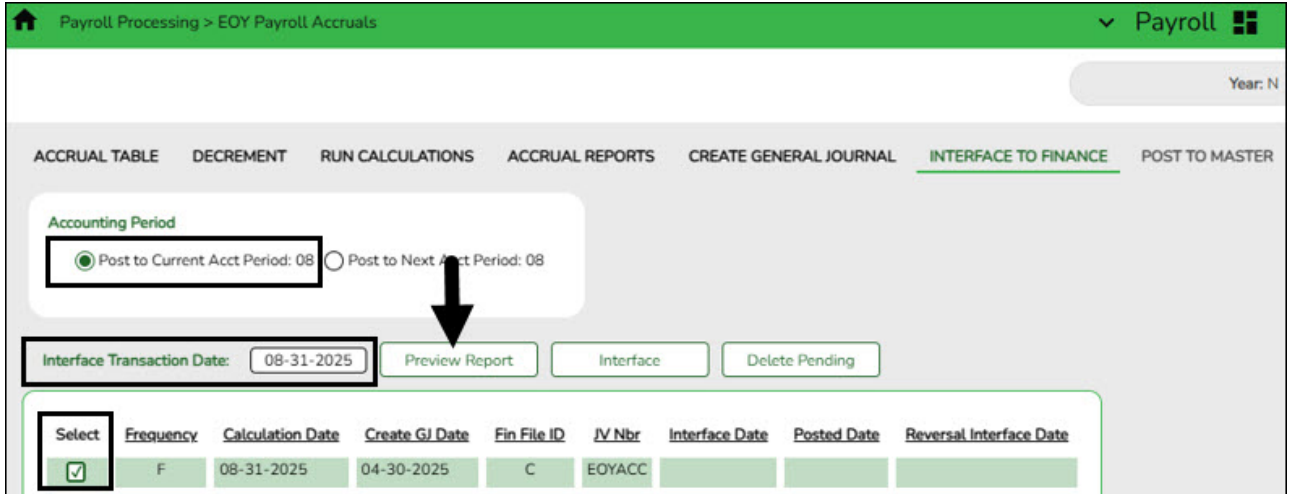 Payroll Processing > EOY Payroll Accruals
Payroll
Year: N
ACCRUAL TABLE DECREMENT RUN CALCULATIONS ACCRUAL REPORTS CREATE GENERAL JOURNAL INTERFACE TO FINANCE POST TO MASTER
Accounting Period
Post to Current Acct Period: 08 Post to Next Acct Period: 08
Interface Transaction Date: 08-31-2025 Preview Report Interface Delete Pending
Select Frequency Calculation Date Create GJ Date Fin File ID JV Nbr Interface Date Posted Date Reversal Interface Date
F 08-31-2025 04-30-2025 C EOYACC